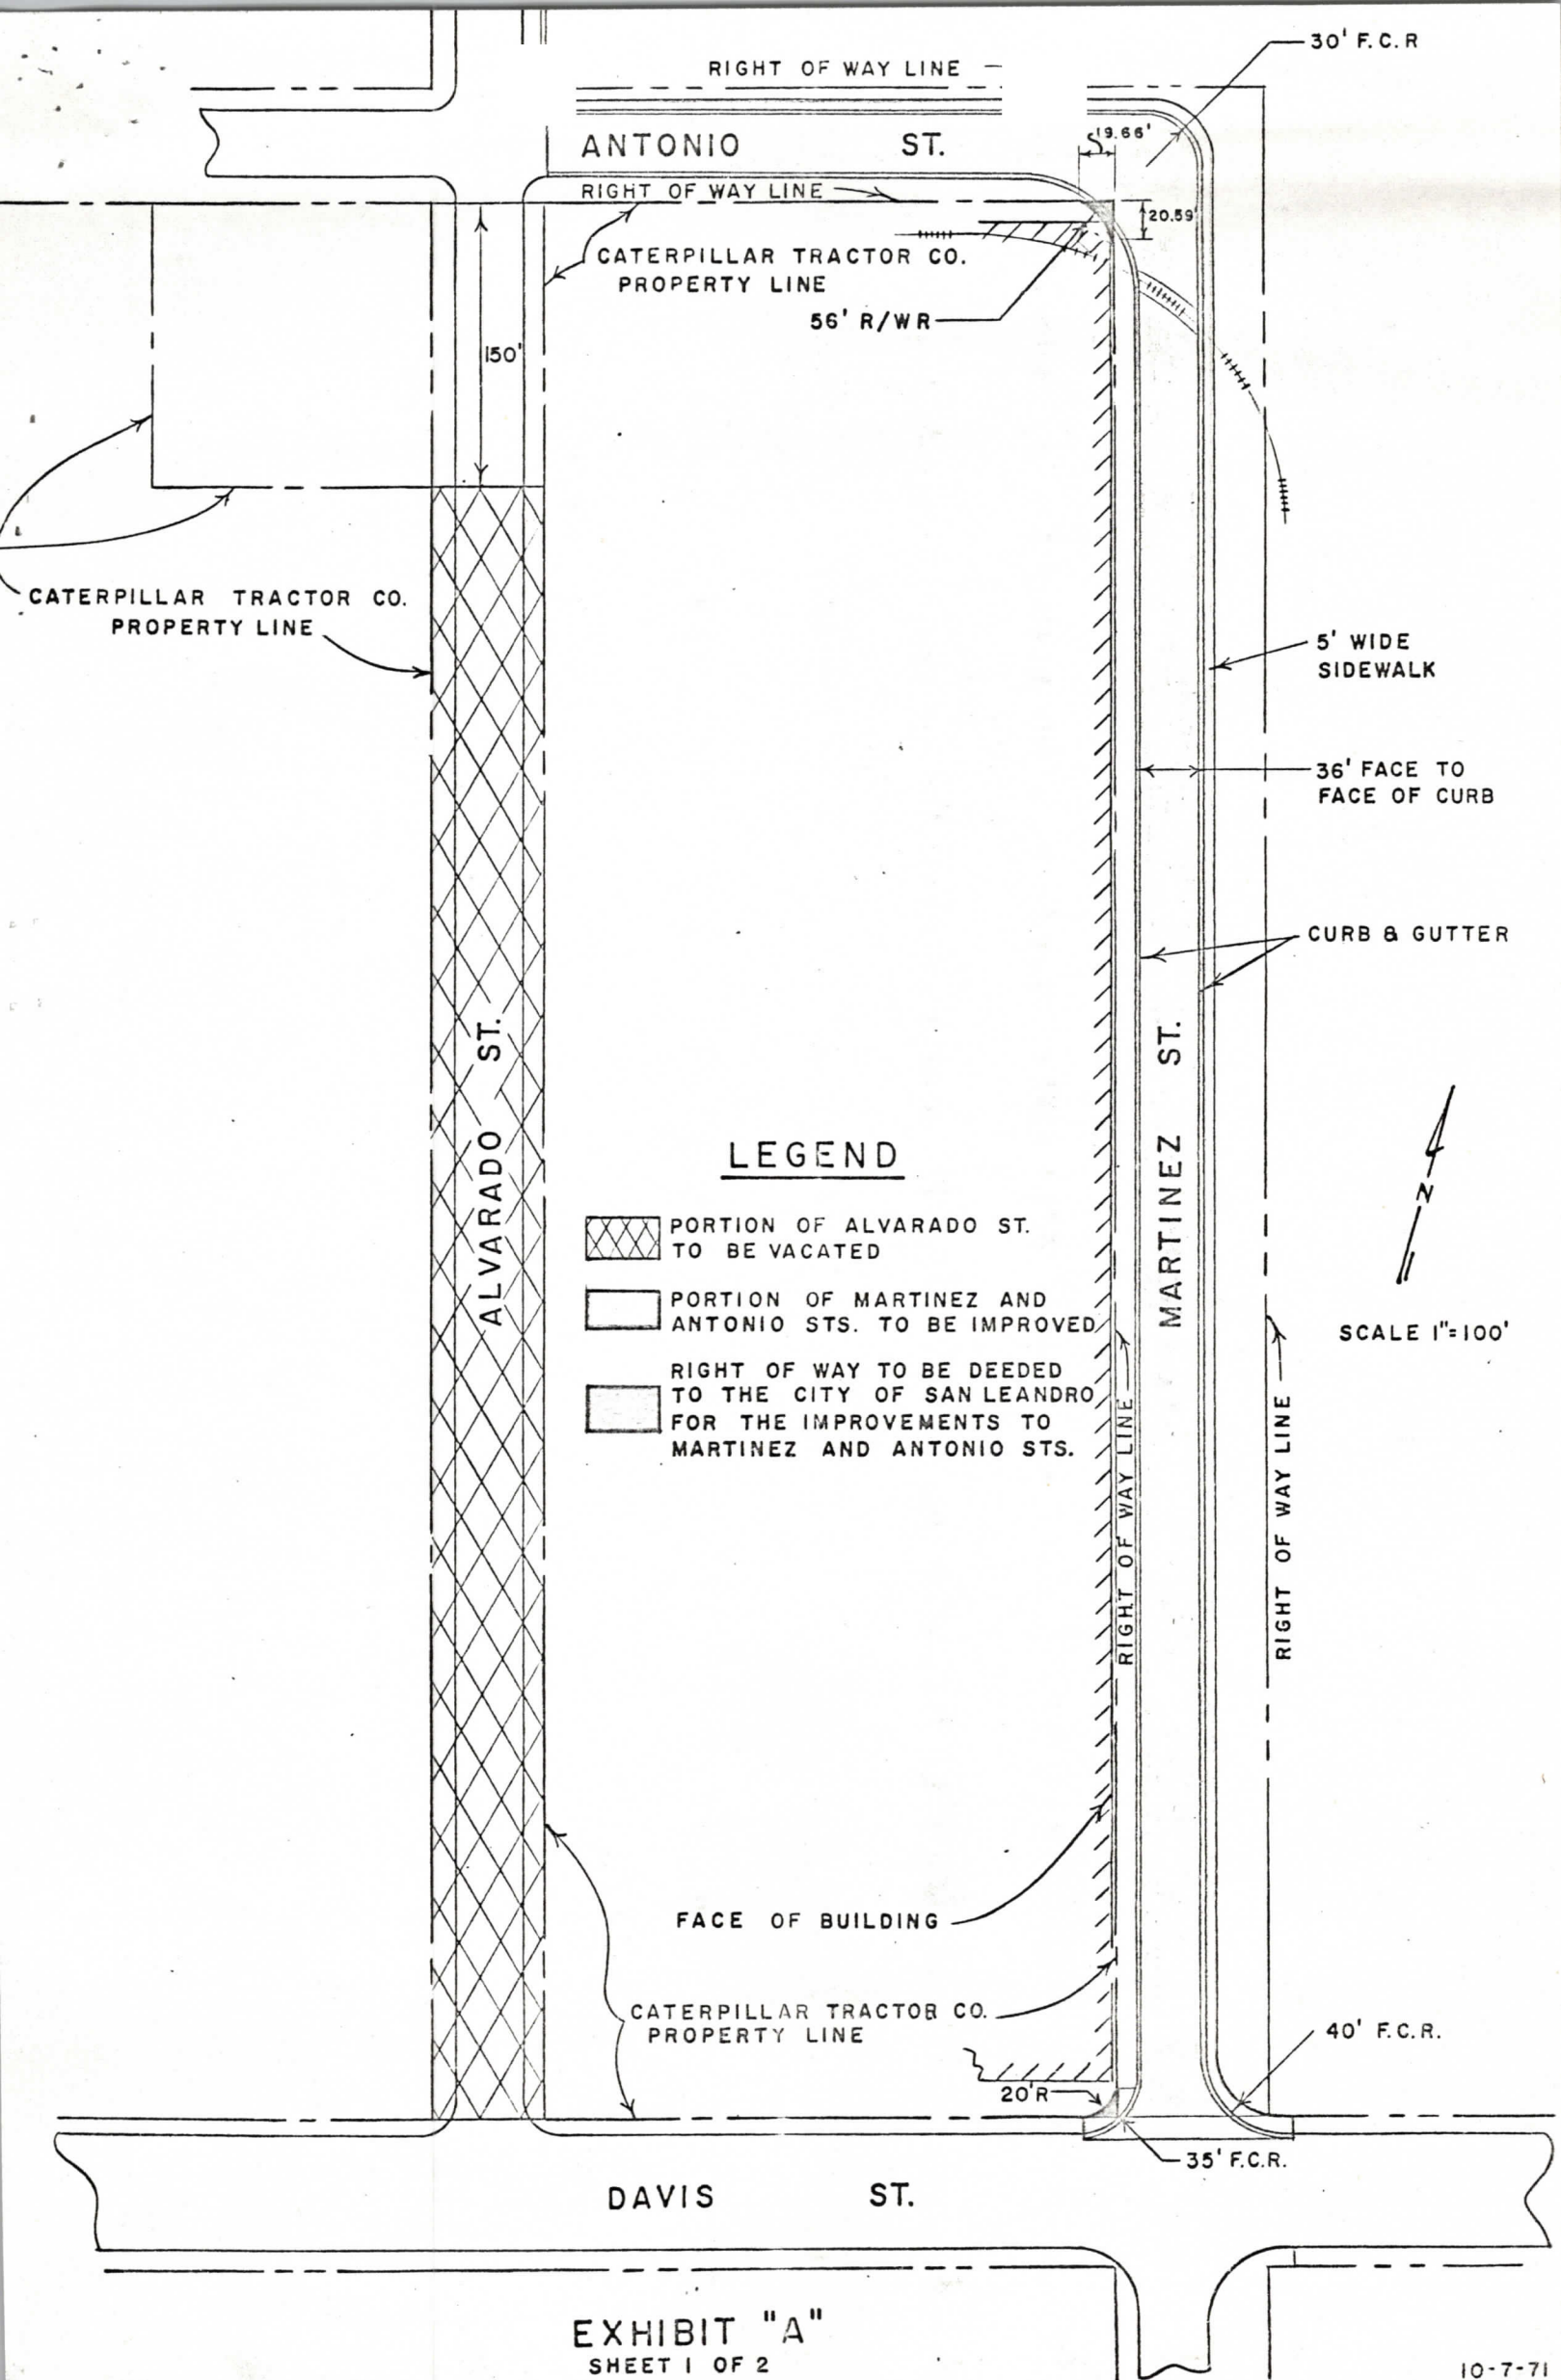 30' F.C.R
RIGHT OF WAY LINE
ANTONIO ST.
19.66'
RIGHT OF WAY LINE
20.59'
CATERPILLAR TRACTOR CO.
PROPERTY LINE
56' R/WR
150'
CATERPILLAR TRACTOR CO.
PROPERTY LINE
5' WIDE
SIDEWALK
36' FACE TO
FACE OF CURB
CURB & GUTTER
ALVARADO ST.
MARTINEZ ST.
LEGEND
PORTION OF ALVARADO ST.
TO BE VACATED
PORTION OF MARTINEZ AND
ANTONIO STS. TO BE IMPROVED
RIGHT OF WAY TO BE DEEDED
TO THE CITY OF SAN LEANDRO
FOR THE IMPROVEMENTS TO
MARTINEZ AND ANTONIO STS.
N
SCALE 1"=100'
RIGHT OF WAY LINE
RIGHT OF WAY LINE
FACE OF BUILDING
CATERPILLAR TRACTOR CO.
PROPERTY LINE
40' F.C.R.
20'R
35' F.C.R.
DAVIS ST.
EXHIBIT "A"
SHEET 1 OF 2
10-7-71